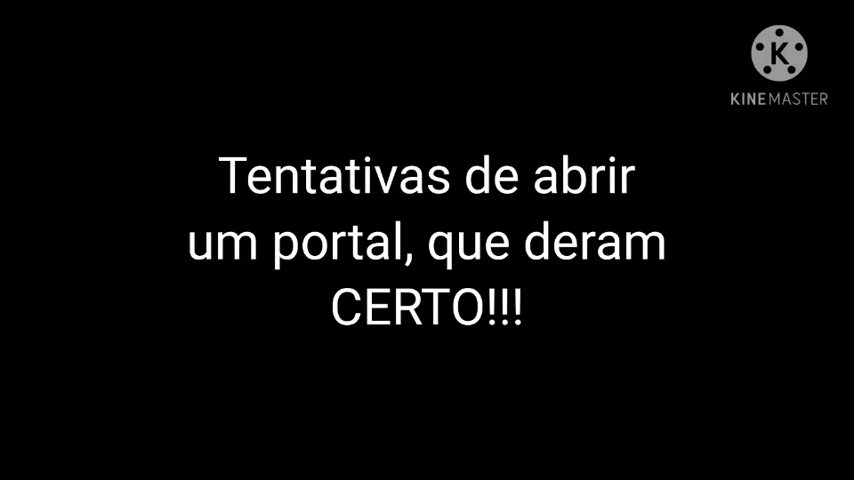 K
KINEMASTER
Tentativas de abrir
um portal, que deram
CERTO!!!